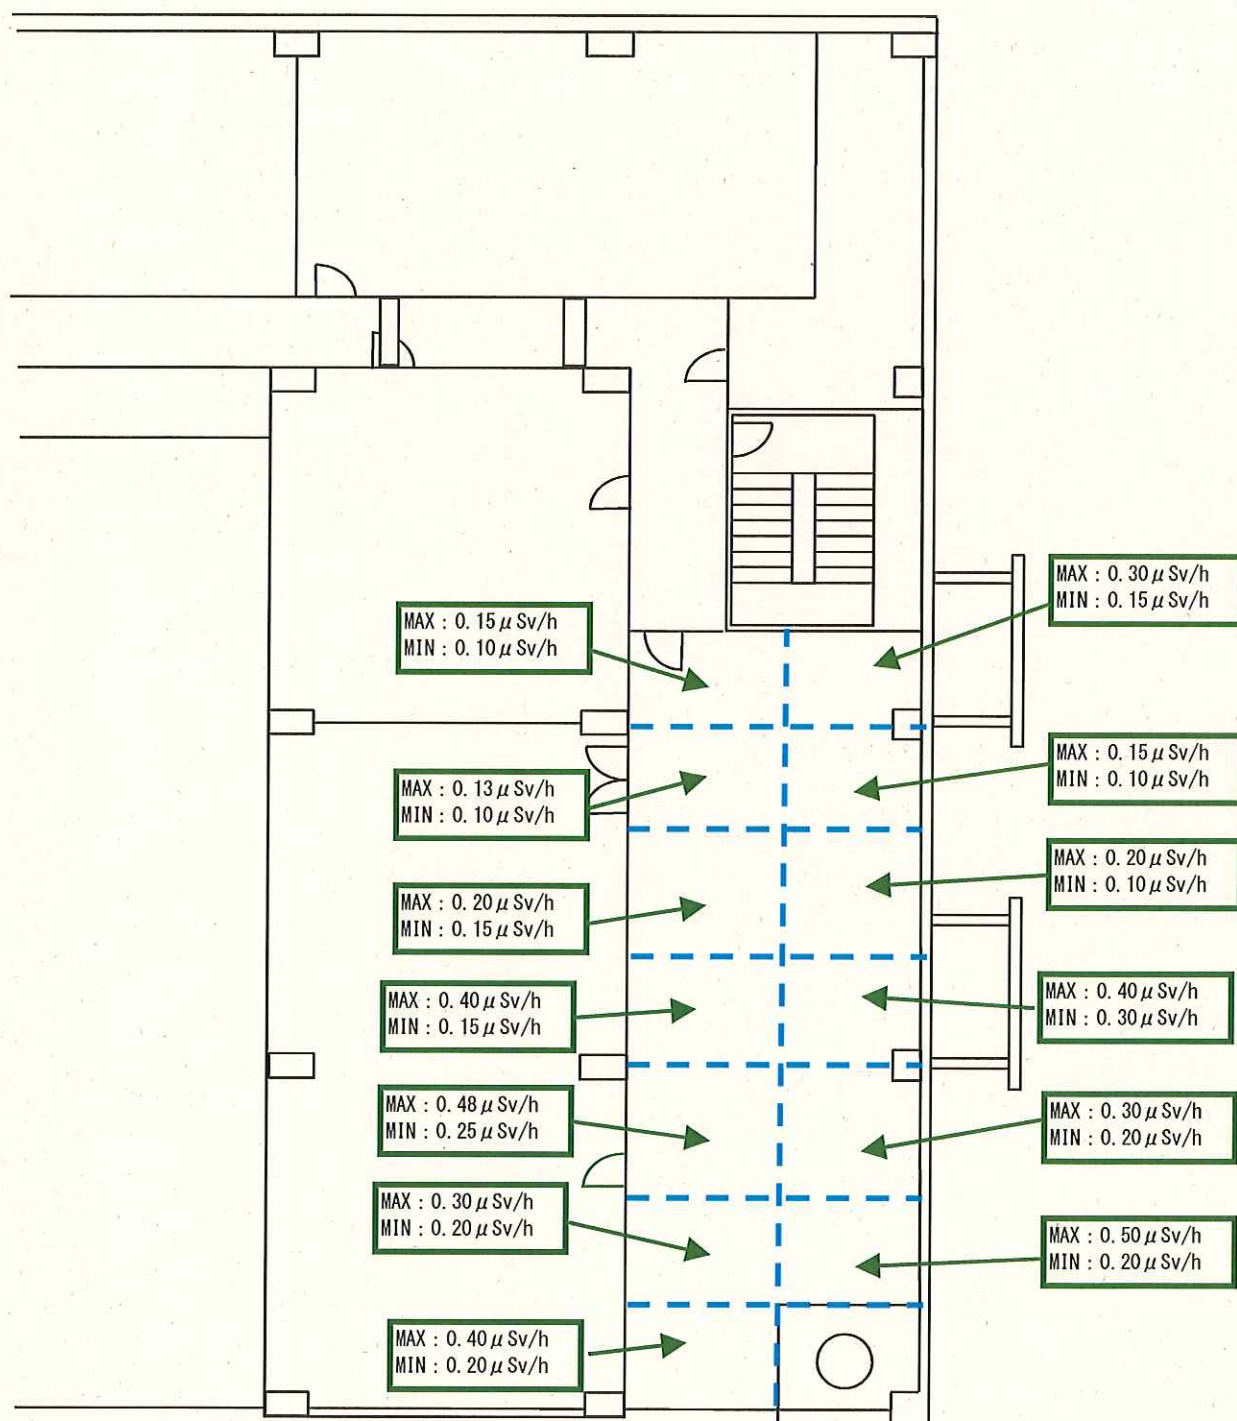 MAX : 0. 30 μ Sv/h
MIN : 0. 15 μ Sv/h
MAX : 0. 15 μ Sv/h
MIN : 0. 10 μ Sv/h
MAX : 0. 15 μ Sv/h
MIN : 0. 10 μ Sv/h
MAX : 0. 13 μ Sv/h
MIN : 0. 10 μ Sv/h
MAX : 0. 20 μ Sv/h
MIN : 0. 10 μ Sv/h
MAX : 0. 20 μ Sv/h
MIN : 0. 15 μ Sv/h
MAX : 0. 40 μ Sv/h
MIN : 0. 30 μ Sv/h
MAX : 0. 40 μ Sv/h
MIN : 0. 15 μ Sv/h
MAX : 0. 48 μ Sv/h
MIN : 0. 25 μ Sv/h
MAX : 0. 30 μ Sv/h
MIN : 0. 20 μ Sv/h
MAX : 0. 30 μ Sv/h
MIN : 0. 20 μ Sv/h
MAX : 0. 50 μ Sv/h
MIN : 0. 20 μ Sv/h
MAX : 0. 40 μ Sv/h
MIN : 0. 20 μ Sv/h